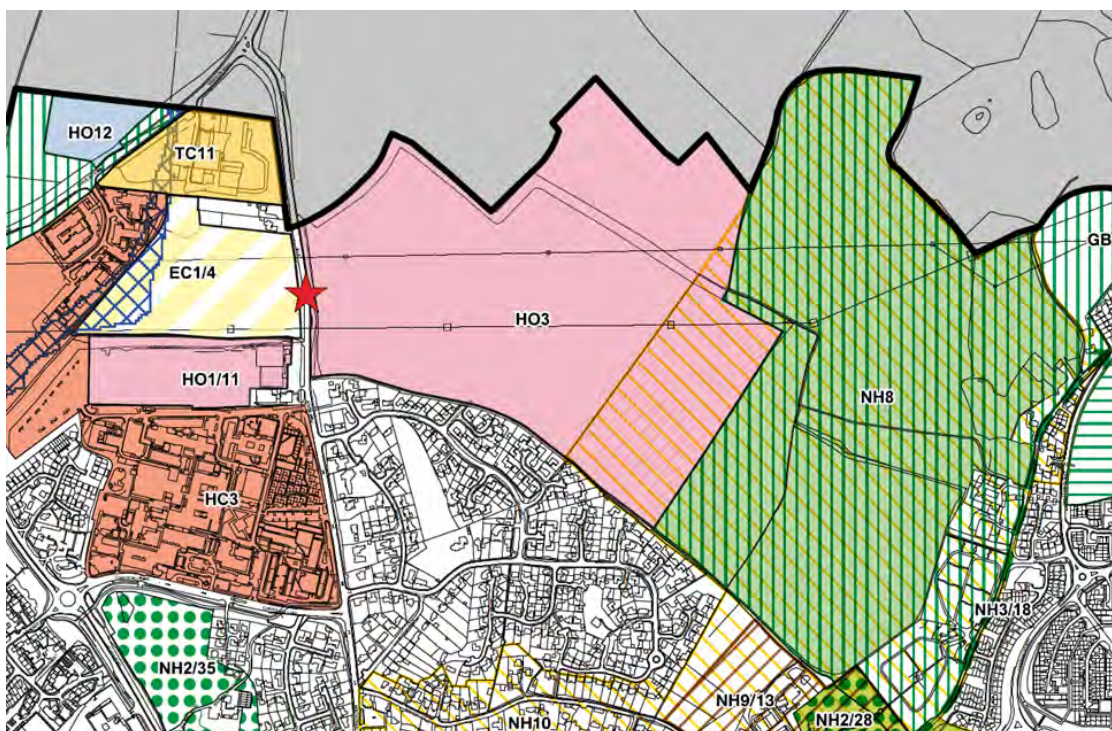 HO12
TC11
GB
EC1/4
HO3
HO1/11
NH8
HC3
NH3/18
NH2/35
NH9/13
NH10
NH2/28